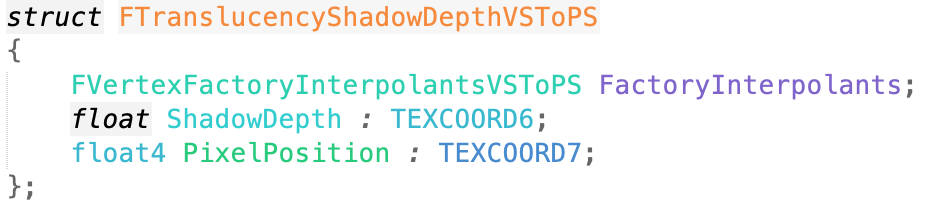 struct FTranslucencyShadowDepthVSToPS
{
    FVertexFactoryInterpolantsVSToPS FactoryInterpolants;
    float ShadowDepth : TEXCOORD6;
    float4 PixelPosition : TEXCOORD7;
};